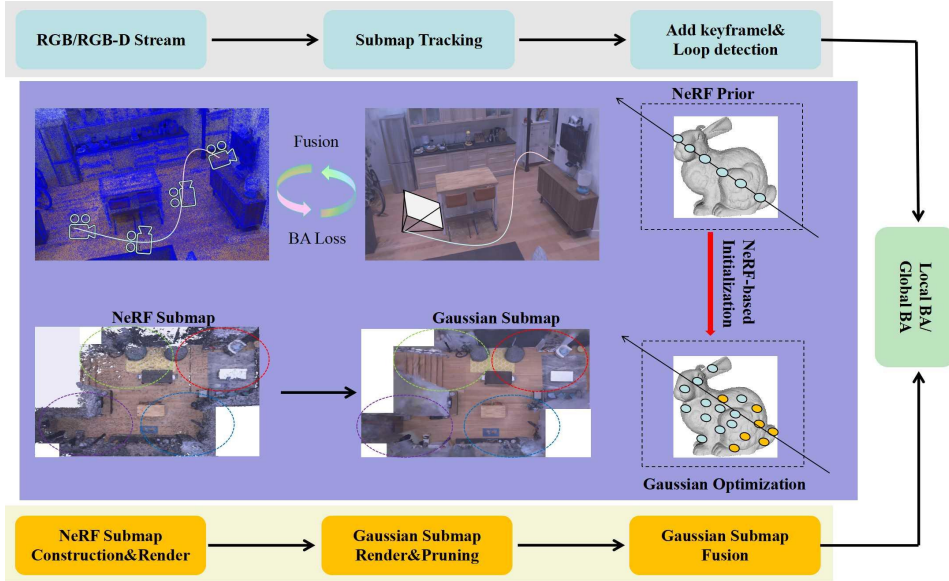 RGB/RGB-D Stream
Submap Tracking
Add keyframel&
Loop detection
NeRF Prior
Fusion
BA Loss
NeRF-based
Initialization
Local BA/
Global BA
NeRF Submap
Gaussian Submap
Gaussian Optimization
NeRF Submap
Construction&Render
Gaussian Submap
Render&Pruning
Gaussian Submap
Fusion